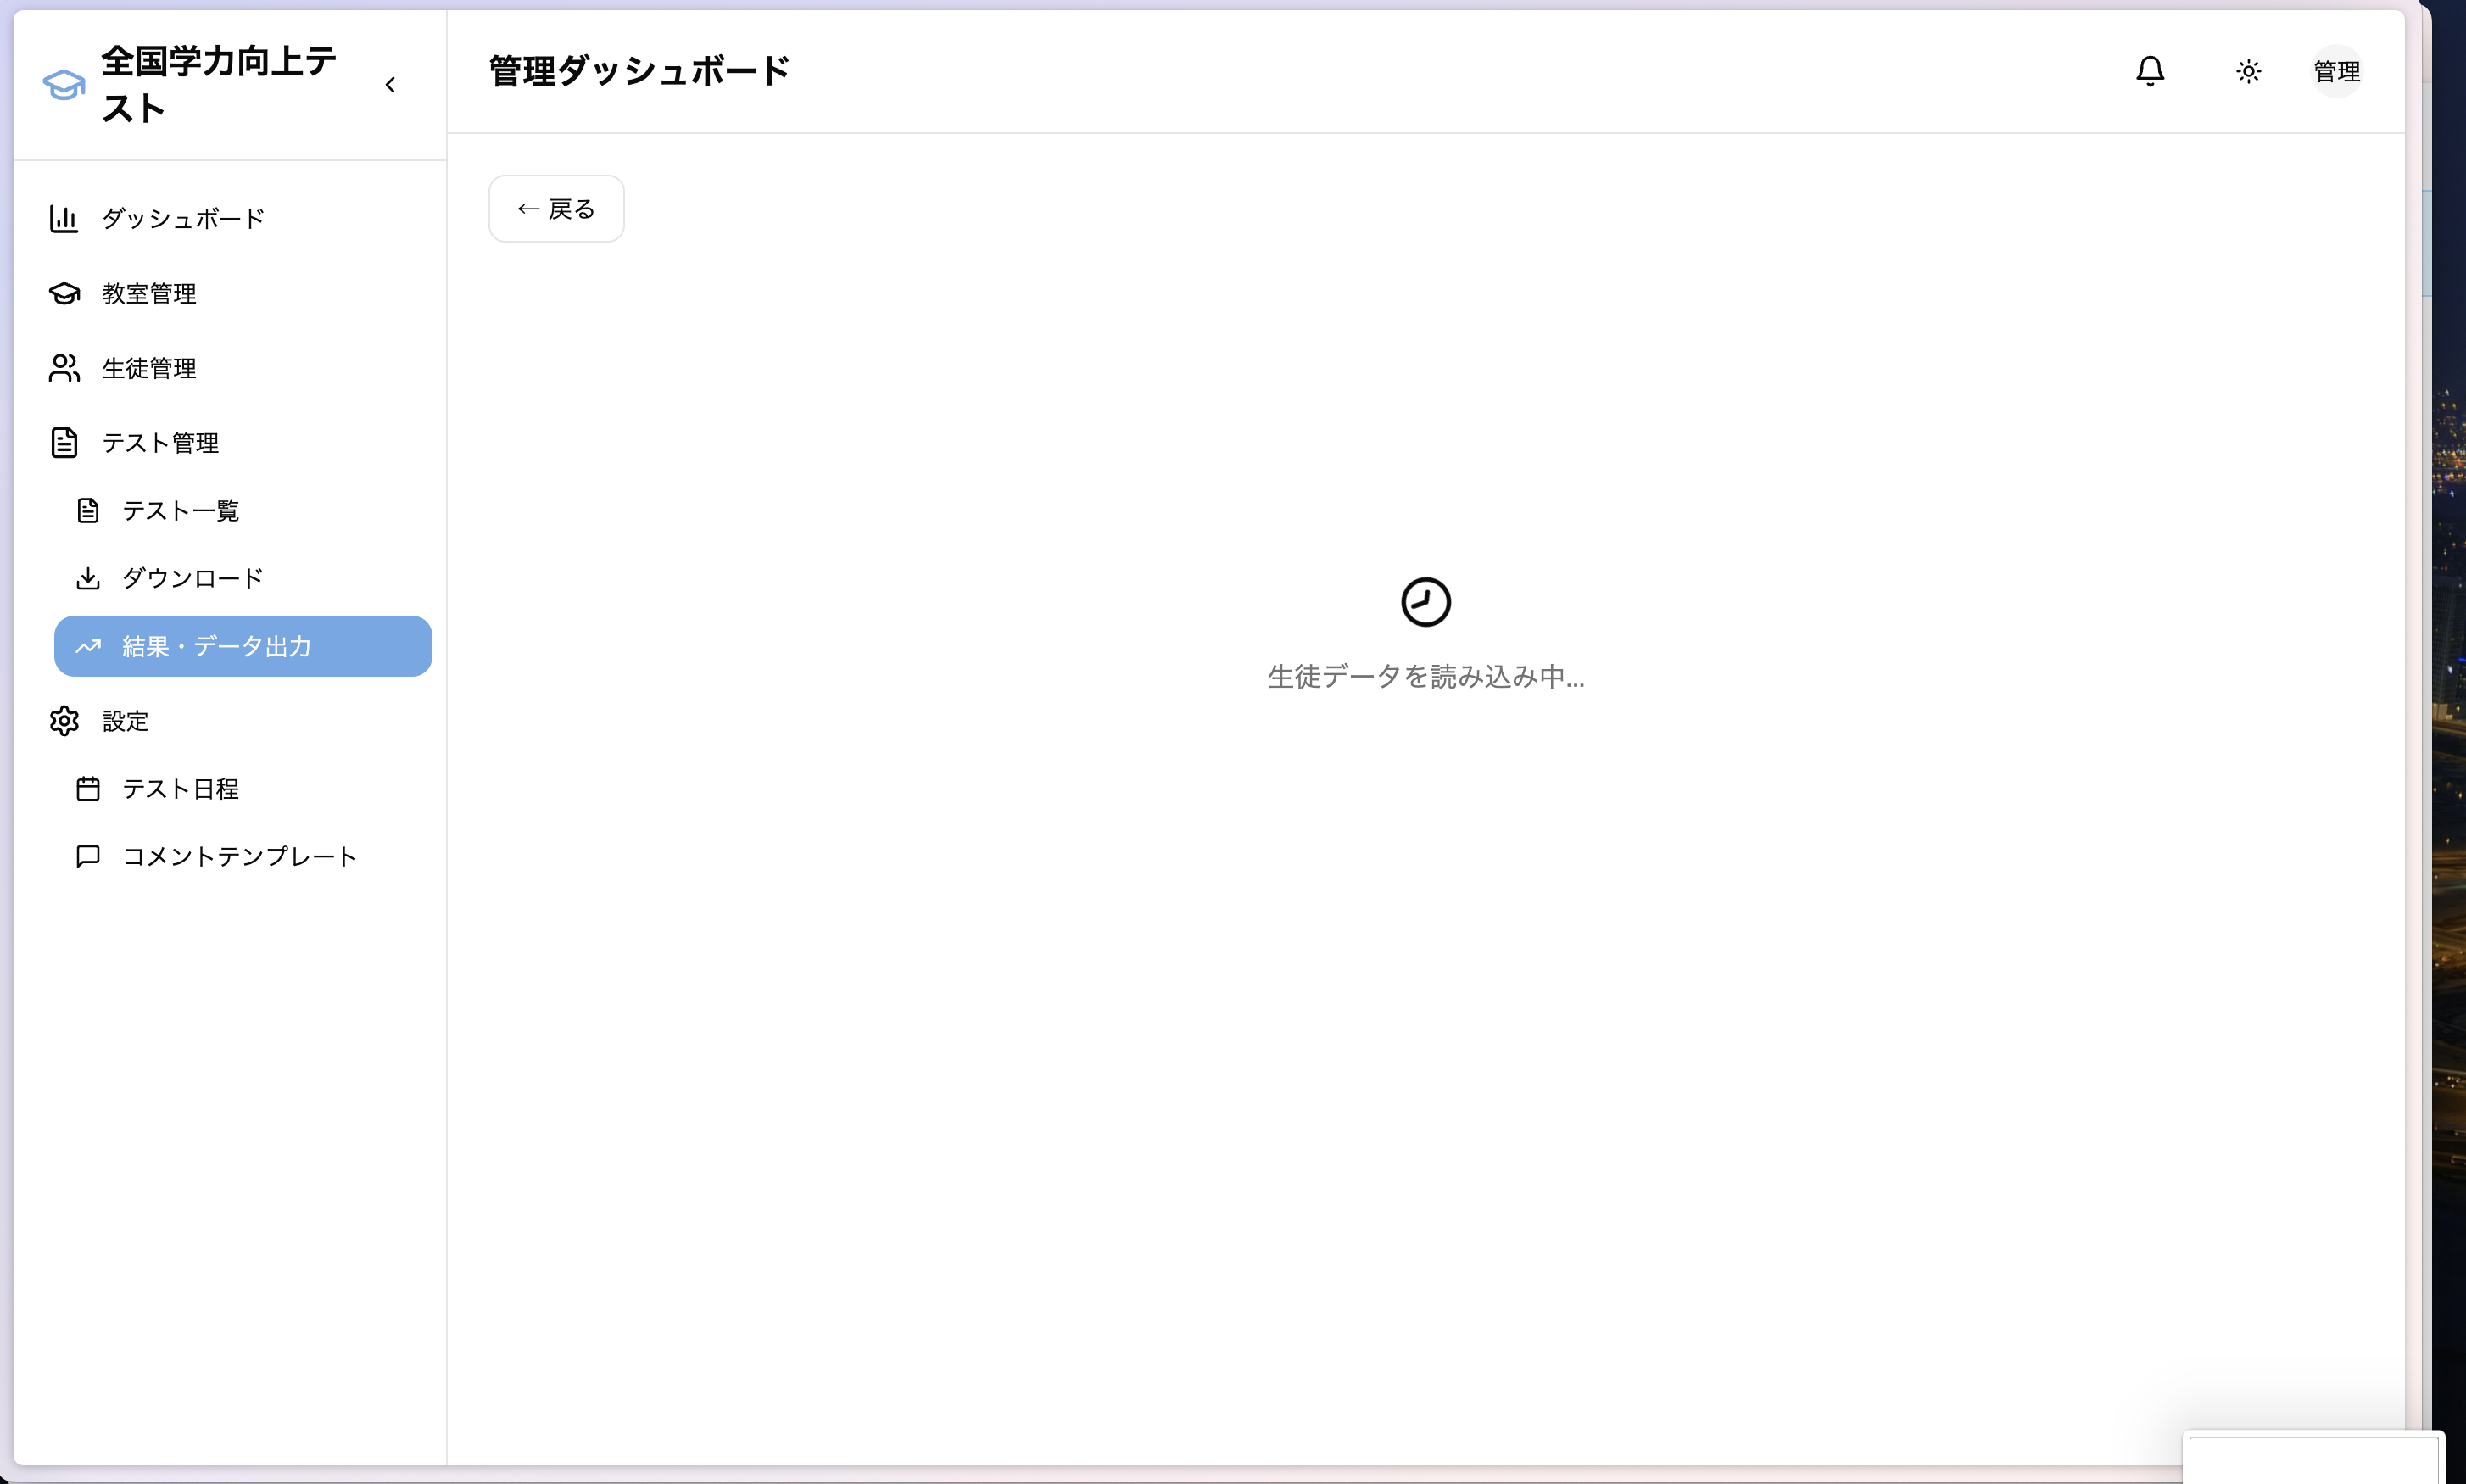 全国学力向上テ
スト
ダッシュボード
教室管理
生徒管理
テスト管理
テスト一覧
ダウンロード
結果・データ出力
設定
テスト日程
コメントテンプレート
管理ダッシュボード
管理
← 戻る
生徒データを読み込み中...